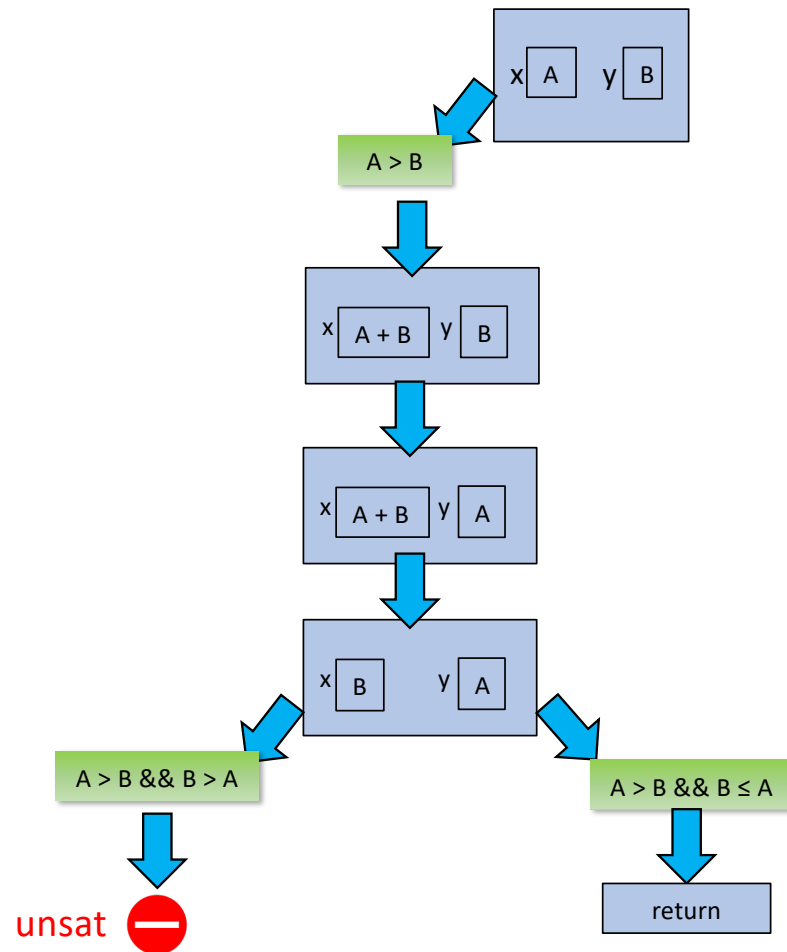 x A y B
A > B
x A + B y B
x A + B y A
x B y A
A > B && B > A
A > B && B ≤ A
return
unsat